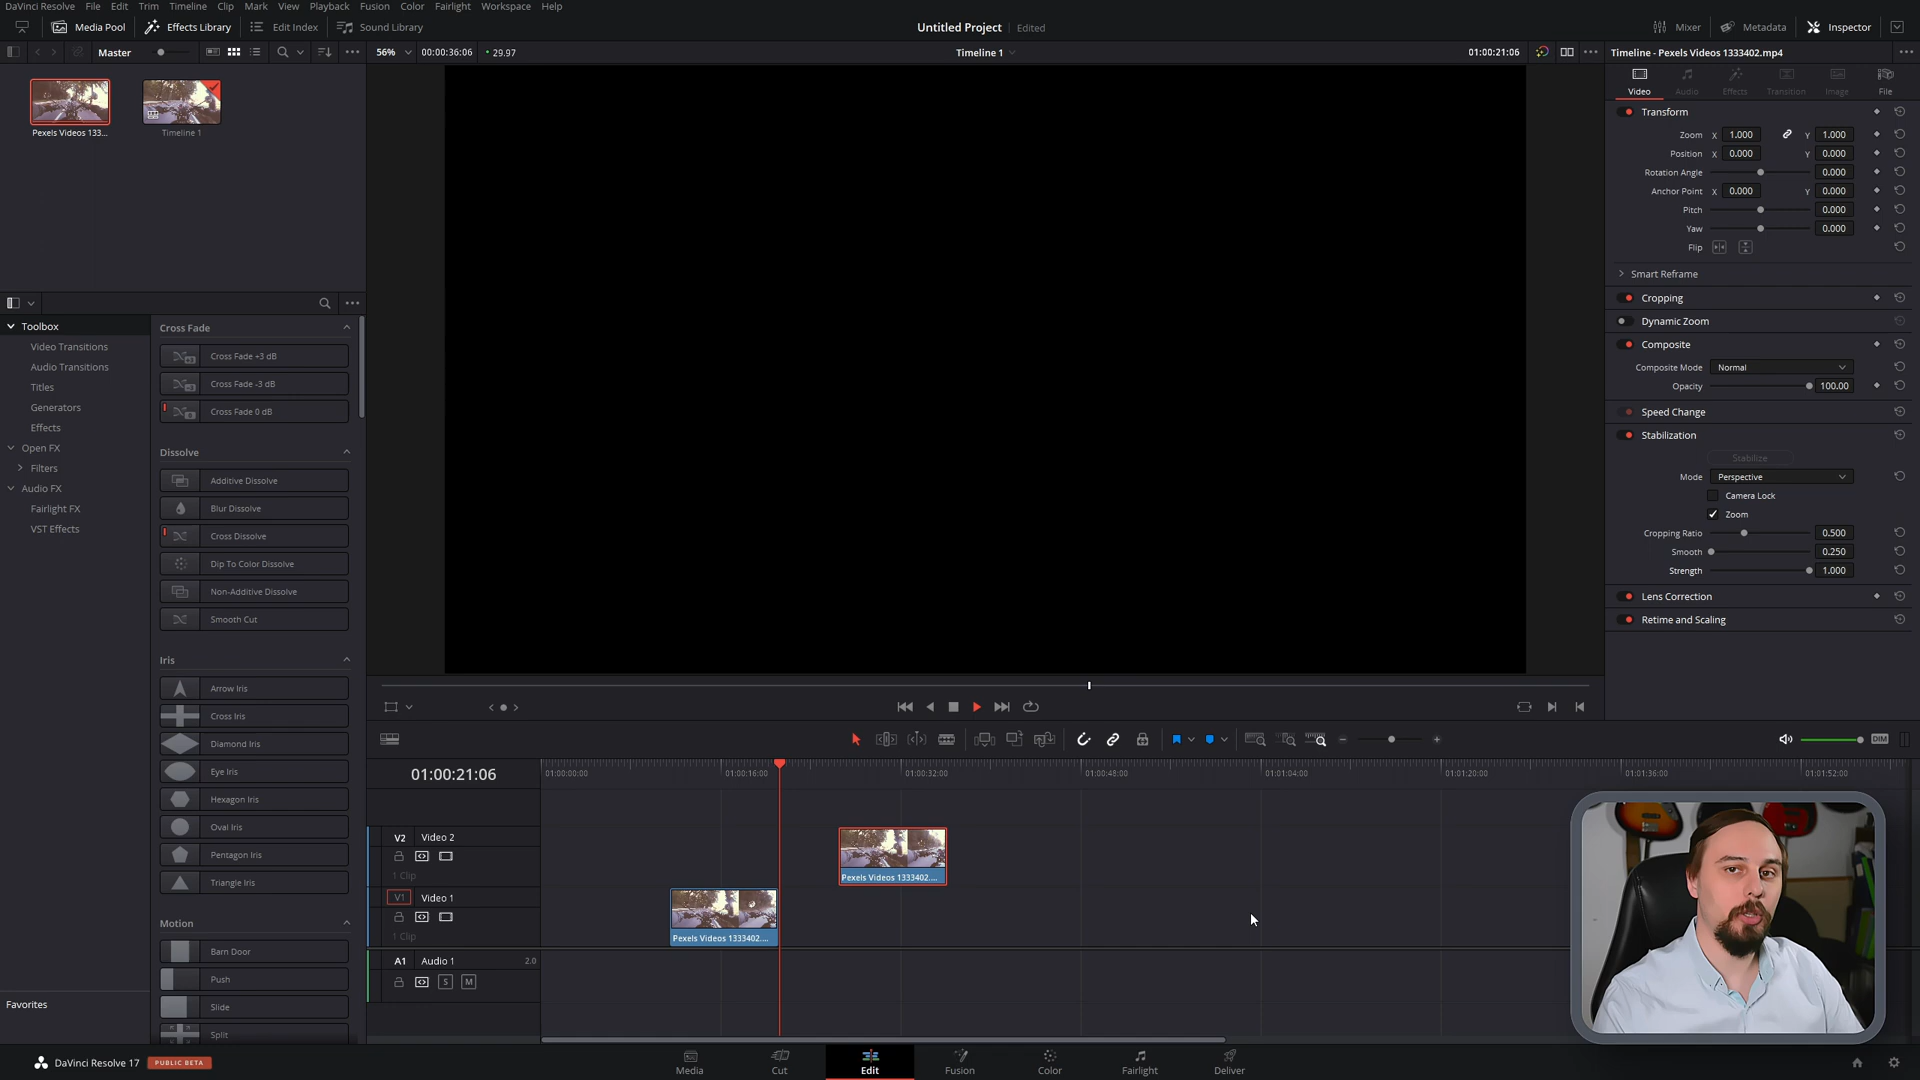 DaVinci Resolve File Edit Trim Timeline Clip Mark View Playback Fusion Color Fairlight Workspace Help
Media Pool Effects Library Edit Index Sound Library Untitled Project Edited Mixer Metadata Inspector
Master 56% 00:00:36:06 29.97 Timeline 1 01:00:21:06 Timeline - Pexels Videos 1333402.mp4
Video Audio Effects Transition Image File
Pexels Videos 133... Timeline 1
Transform
Zoom X 1.000 Y 1.000
Position X 0.000 Y 0.000
Rotation Angle 0.000
Anchor Point X 0.000 Y 0.000
Pitch 0.000
Yaw 0.000
Flip
Smart Reframe
Cropping
Dynamic Zoom
Composite
Composite Mode Normal
Opacity 100.00
Speed Change
Stabilization
Stabilize
Mode Perspective
Camera Lock
Zoom
Cropping Ratio 0.500
Smooth 0.250
Strength 1.000
Lens Correction
Retime and Scaling
Toolbox
Video Transitions
Audio Transitions
Titles
Generators
Effects
Open FX
Filters
Audio FX
Fairlight FX
VST Effects
Favorites
Cross Fade
Cross Fade +3 dB
Cross Fade -3 dB
Cross Fade 0 dB
Dissolve
Additive Dissolve
Blur Dissolve
Cross Dissolve
Dip To Color Dissolve
Non-Additive Dissolve
Smooth Cut
Iris
Arrow Iris
Cross Iris
Diamond Iris
Eye Iris
Hexagon Iris
Oval Iris
Pentagon Iris
Triangle Iris
Motion
Barn Door
Push
Slide
Split
DIM
01:00:21:06 01:00:00:00 01:00:16:00 01:00:32:00 01:00:48:00 01:01:04:00 01:01:20:00 01:01:36:00 01:01:52:00
V2 Video 2
1 Clip
Pexels Videos 1333402....
V1 Video 1
1 Clip
Pexels Videos 1333402....
A1 Audio 1 2.0
S M
DaVinci Resolve 17 PUBLIC BETA
Media Cut Edit Fusion Color Fairlight Deliver